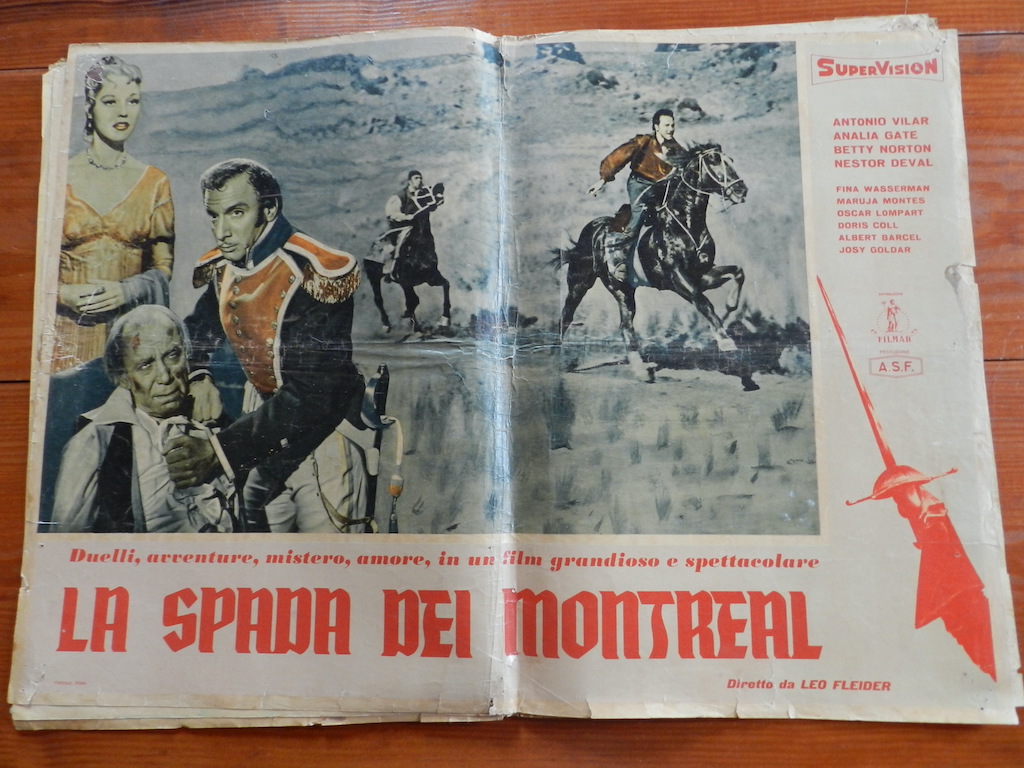 SUPERVISION
ANTONIO VILAR
ANALIA GATE
BETTY NORTON
NESTOR DEVAL
FINA WASSERMAN
MARUJA MONTES
OSCAR LOMPART
DORIS COLL
ALBERT BARCEL
JOSY GOLDAR
FILMAR
A.S.F.
Duelli, avventure, mistero, amore, in un film grandioso e spettacolare
LA SPADA DEI MONTREAL
Diretto da LEO FLEIDER